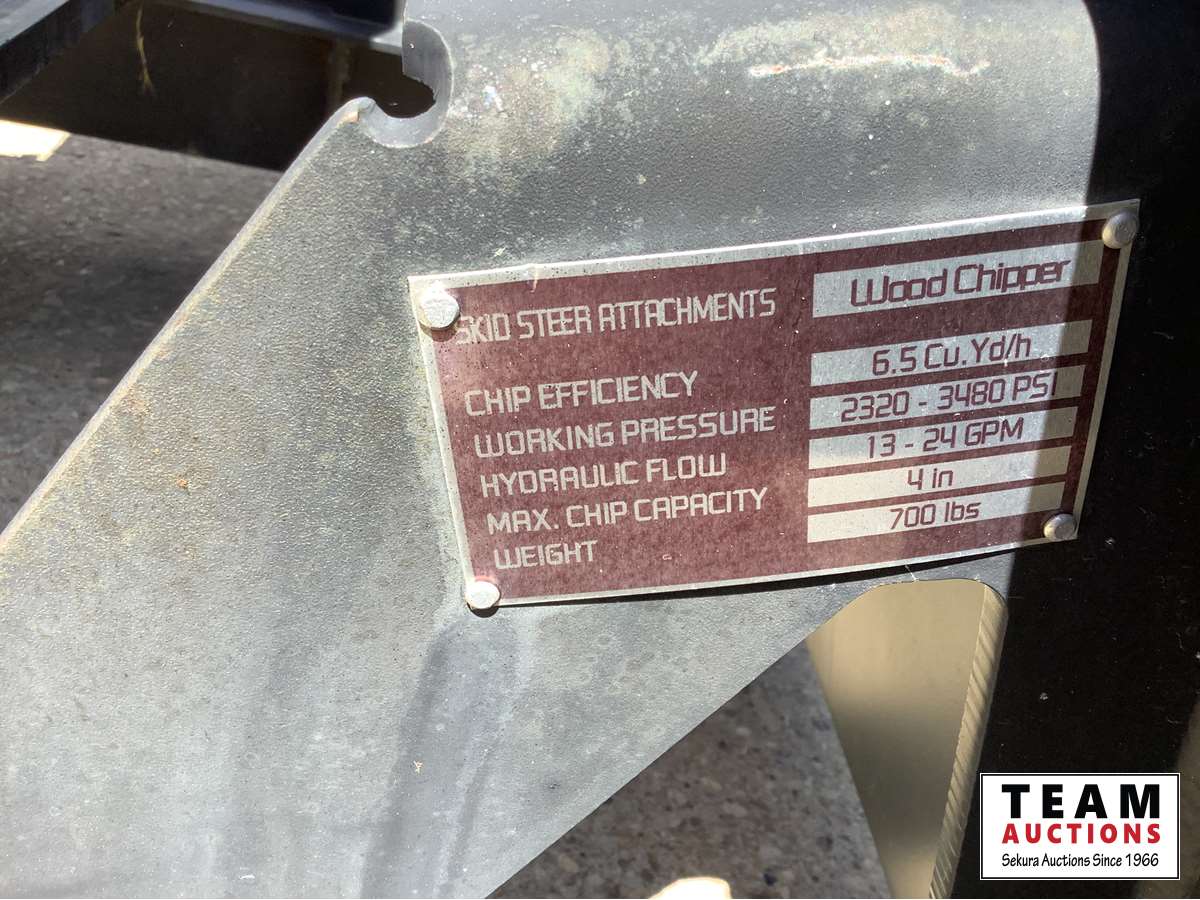 SKID STEER ATTACHMENTS Wood Chipper
CHIP EFFICIENCY 6.5 Cu.Yd/h
WORKING PRESSURE 2320 - 3480 PSI
HYDRAULIC FLOW 13 - 24 GPM
MAX. CHIP CAPACITY 4 in
WEIGHT 700 lbs
TEAM
AUCTIONS
Sekura Auctions Since 1966